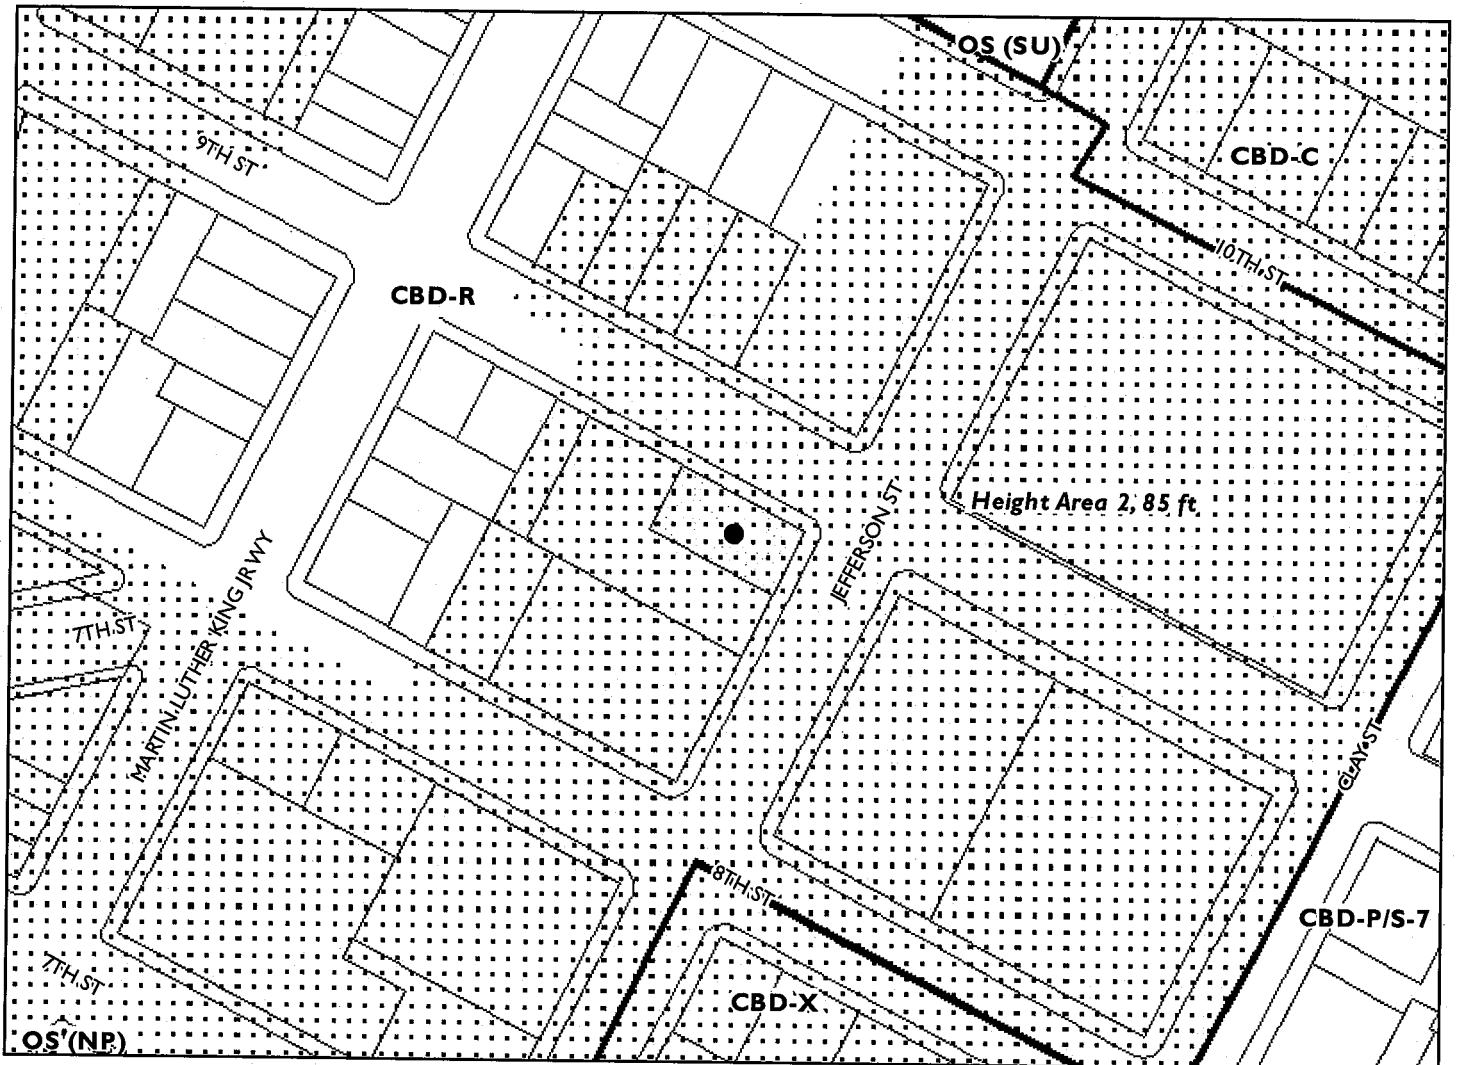 OS (SU)
CBD-C
9TH ST
10TH ST
CBD-R
Height Area 2, 85 ft
JEFFERSON ST
MARTIN LUTHER KING JR WY
7TH ST
CLAY ST
8TH ST
CBD-P/S-7
7TH ST
CBD-X
OS (NP)